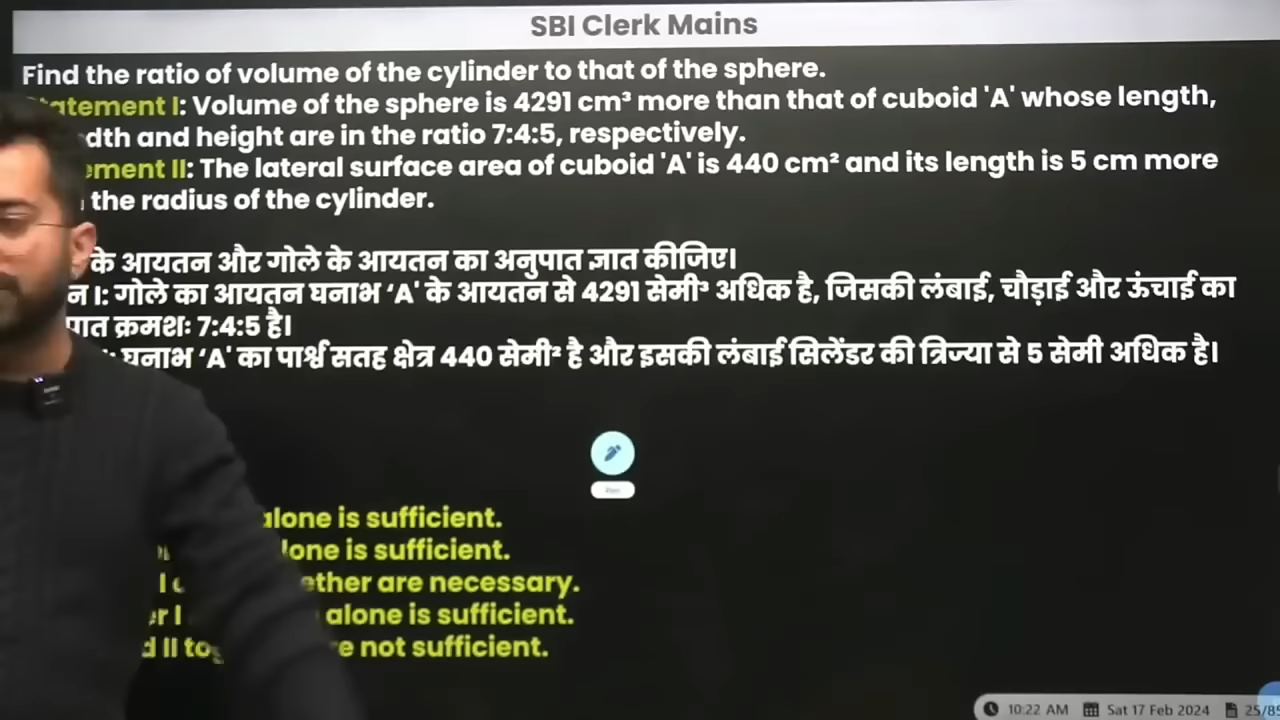 SBI Clerk Mains
Find the ratio of volume of the cylinder to that of the sphere.
I: Volume of the sphere is 4291 cm³ more than that of cuboid 'A' whose length,
and height are in the ratio 7:4:5, respectively.
II: The lateral surface area of cuboid 'A' is 440 cm² and its length is 5 cm more
the radius of the cylinder.
के आयतन और गोले के आयतन का अनुपात ज्ञात कीजिए।
I: गोले का आयतन घनाभ ‘A' के आयतन से 4291 सेमी³ अधिक है, जिसकी लंबाई, चौड़ाई और ऊंचाई का
क्रमशः 7:4:5 है।
घनाभ ‘A' का पार्श्व सतह क्षेत्र 440 सेमी² है और इसकी लंबाई सिलेंडर की त्रिज्या से 5 सेमी अधिक है।
alone is sufficient.
is sufficient.
are necessary.
alone is sufficient.
II not sufficient.
10:22 AM Sat 17 Feb 2024